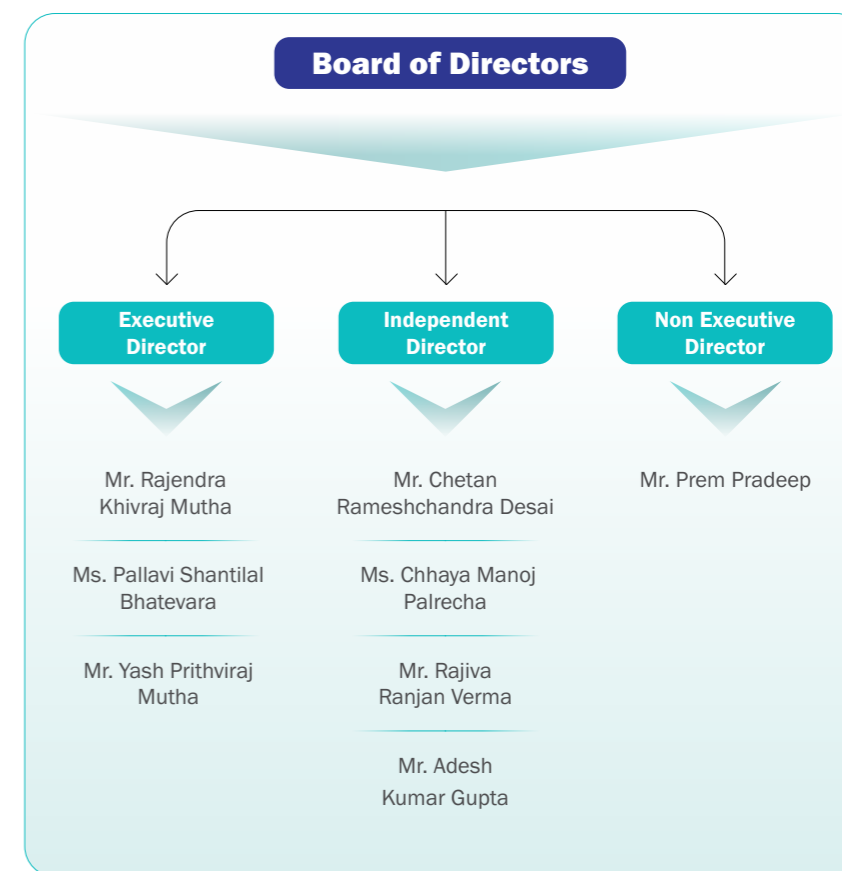 Board of Directors
Executive
Director
Mr. Rajendra
Khivraj Mutha
Ms. Pallavi Shantilal
Bhatevara
Mr. Yash Prithviraj
Mutha
Independent
Director
Mr. Chetan
Rameshchandra Desai
Ms. Chhaya Manoj
Palrecha
Mr. Rajiva
Ranjan Verma
Mr. Adesh
Kumar Gupta
Non Executive
Director
Mr. Prem Pradeep